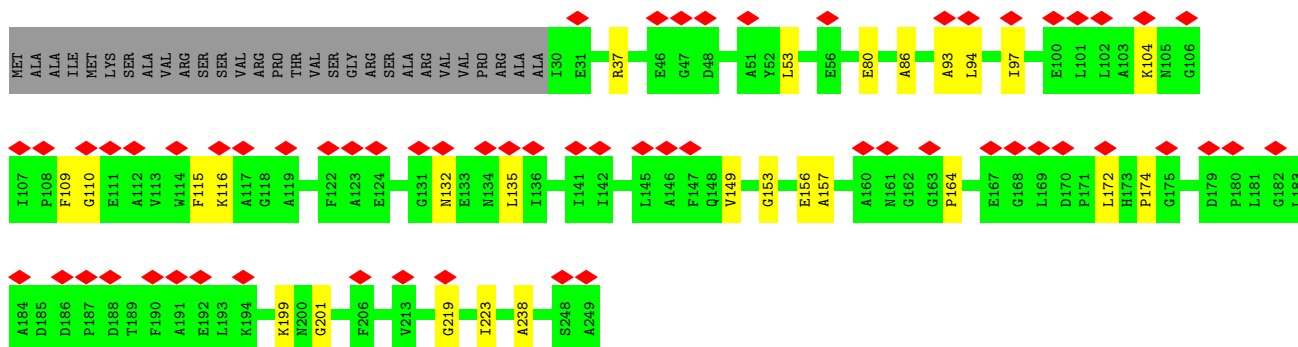 MET ALA ALA ILE MET LYS SER ALA VAL ARG SER SER VAL ARG PRO THR VAL SER GLY ARG SER ALA ARG VAL VAL PRO ARG ALA ALA I30 E31 R37 E46 G47 D48 A51 Y52 L53 E56 E80 A86 A93 L94 I97 E100 L101 L102 A103 K104 N105 G106
I107 P108 F109 G110 E111 A112 V113 W114 F115 K116 A117 G118 A119 F122 A123 E124 G131 N132 E133 N134 L135 I136 I141 I142 L145 A146 F147 Q148 V149 G153 E156 A157 A160 N161 G162 G163 P164 E167 G168 L169 D170 P171 L172 H173 P174 G175 D179 P180 L181 G182 L183
A184 D185 D186 P187 D188 T189 F190 A191 E192 L193 K194 K199 N200 G201 F206 V213 G219 I223 A238 S248 A249